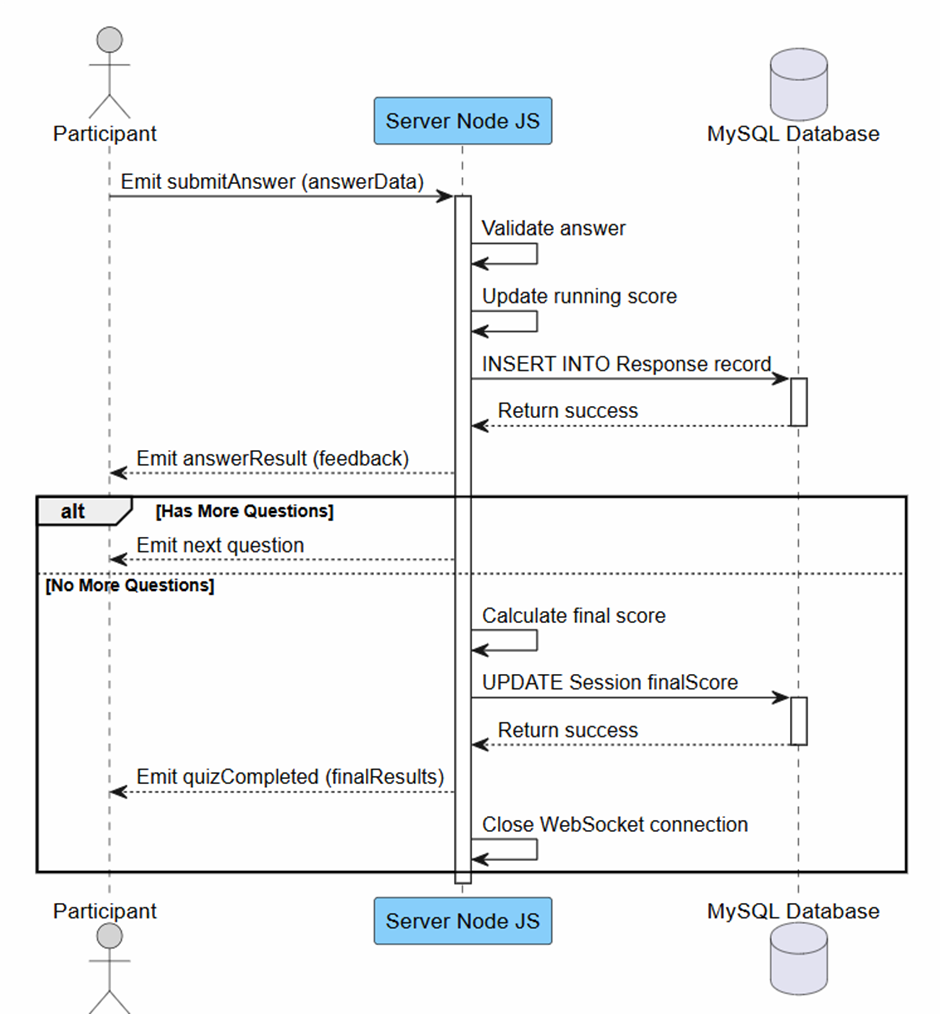 Participant
Server Node JS
MySQL Database
Emit submitAnswer (answerData)
Validate answer
Update running score
INSERT INTO Response record
Return success
Emit answerResult (feedback)
alt
[Has More Questions]
Emit next question
[No More Questions]
Calculate final score
UPDATE Session finalScore
Return success
Emit quizCompleted (finalResults)
Close WebSocket connection
Participant
Server Node JS
MySQL Database